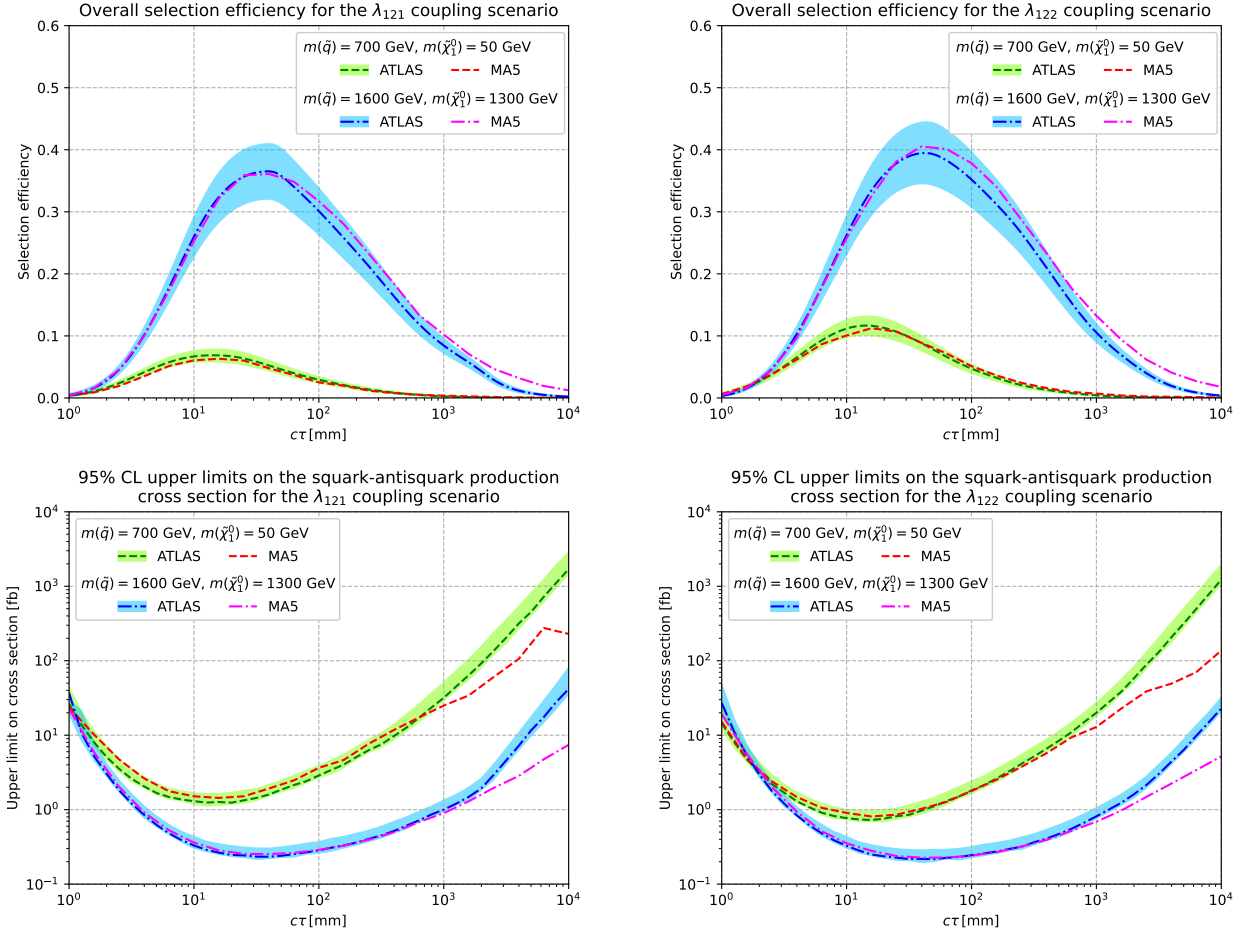 Overall selection efficiency for the λ₁₂₁ coupling scenario
0.6
0.5
0.4
0.3
0.2
0.1
0.0
Selection efficiency
m(q̃) = 700 GeV, m(χ̃₁⁰) = 50 GeV
ATLAS MA5
m(q̃) = 1600 GeV, m(χ̃₁⁰) = 1300 GeV
ATLAS MA5
10⁰ 10¹ 10² 10³ 10⁴
cτ [mm]
Overall selection efficiency for the λ₁₂₂ coupling scenario
0.6
0.5
0.4
0.3
0.2
0.1
0.0
Selection efficiency
m(q̃) = 700 GeV, m(χ̃₁⁰) = 50 GeV
ATLAS MA5
m(q̃) = 1600 GeV, m(χ̃₁⁰) = 1300 GeV
ATLAS MA5
10⁰ 10¹ 10² 10³ 10⁴
cτ [mm]
95% CL upper limits on the squark-antisquark production
cross section for the λ₁₂₁ coupling scenario
10⁴
10³
10²
10¹
10⁰
10⁻¹
Upper limit on cross section [fb]
m(q̃) = 700 GeV, m(χ̃₁⁰) = 50 GeV
ATLAS MA5
m(q̃) = 1600 GeV, m(χ̃₁⁰) = 1300 GeV
ATLAS MA5
10⁰ 10¹ 10² 10³ 10⁴
cτ [mm]
95% CL upper limits on the squark-antisquark production
cross section for the λ₁₂₂ coupling scenario
10⁴
10³
10²
10¹
10⁰
10⁻¹
Upper limit on cross section [fb]
m(q̃) = 700 GeV, m(χ̃₁⁰) = 50 GeV
ATLAS MA5
m(q̃) = 1600 GeV, m(χ̃₁⁰) = 1300 GeV
ATLAS MA5
10⁰ 10¹ 10² 10³ 10⁴
cτ [mm]